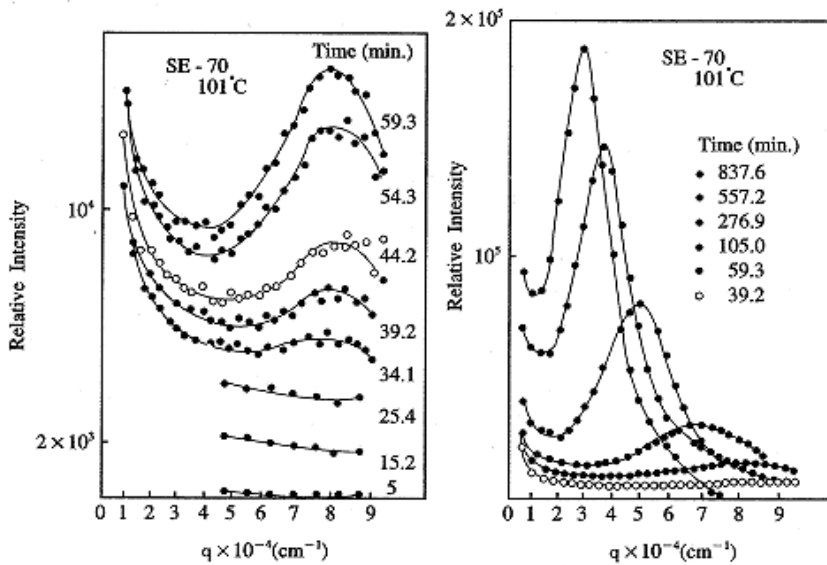 SE - 70
101°C
Time (min.)
59.3
54.3
44.2
39.2
34.1
25.4
15.2
5
10⁴
2 × 10³
Relative Intensity
0 1 2 3 4 5 6 7 8 9
q × 10⁻⁴(cm⁻¹)
2 × 10⁵
10⁵
Relative Intensity
SE - 70
101°C
Time (min.)
837.6
557.2
276.9
105.0
59.3
39.2
0 1 2 3 4 5 6 7 8 9
q × 10⁻⁴(cm⁻¹)